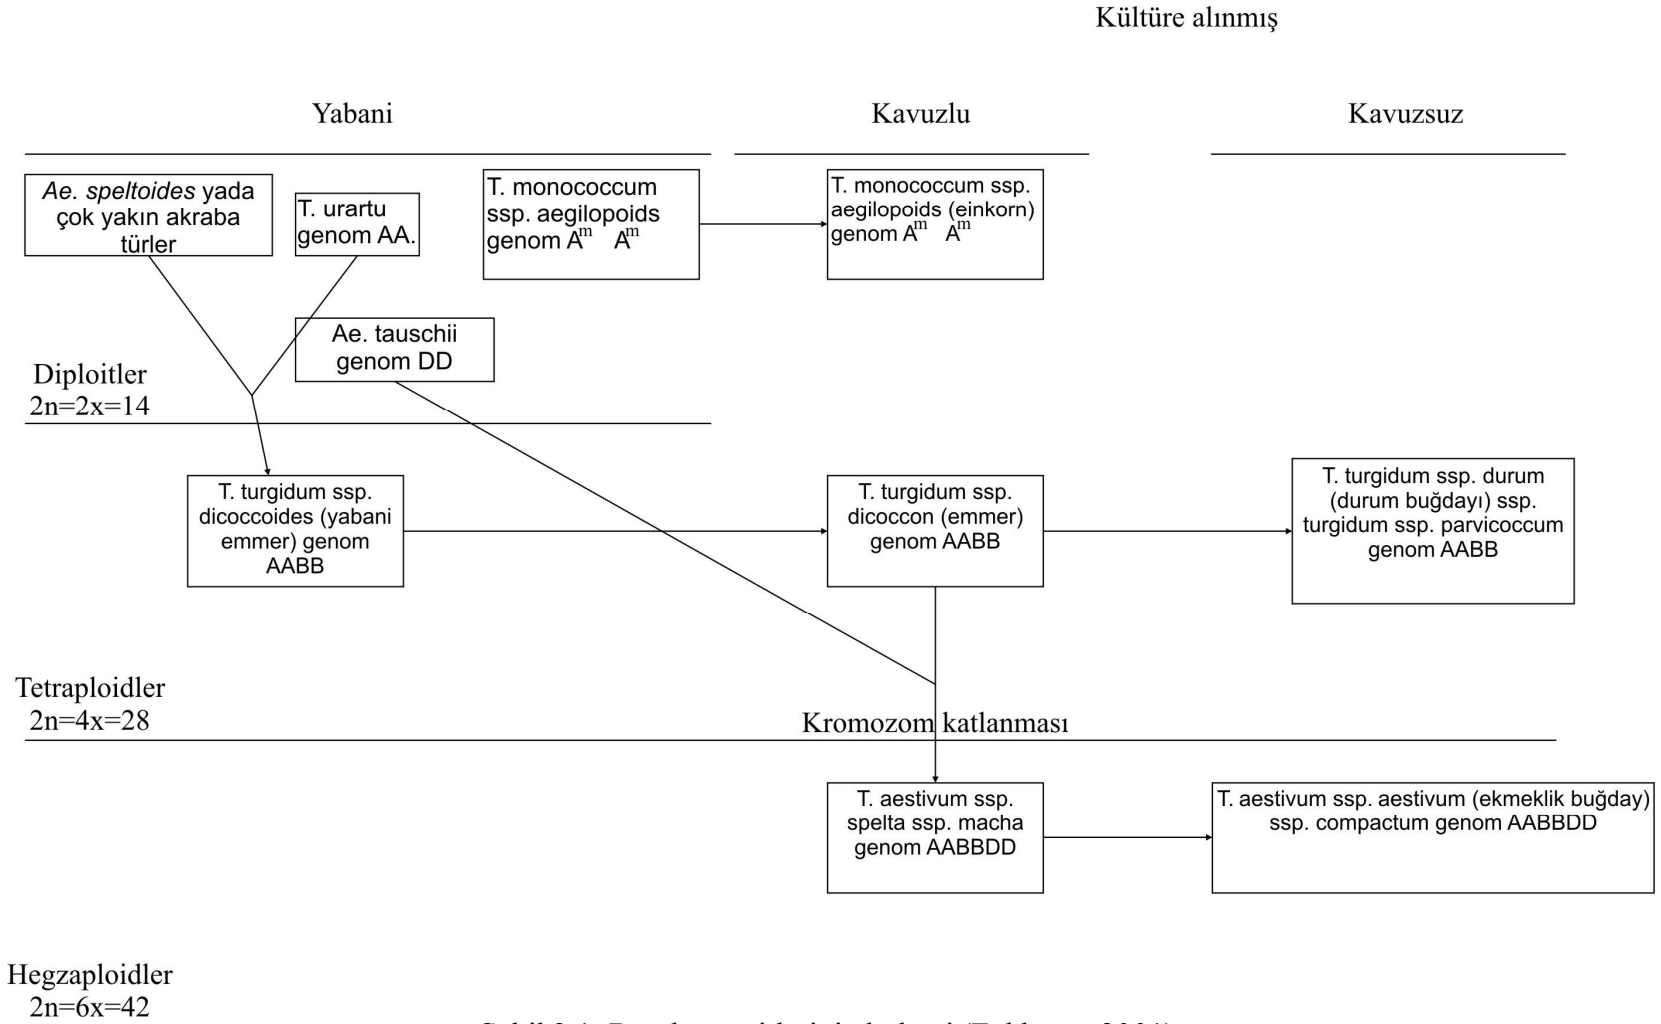 Kültüre alınmış
Yabani
Kavuzlu
Kavuzsuz
Ae. speltoides yada
çok yakın akraba
türler
T. urartu
genom AA.
T. monococcum
ssp. aegilopoids
genom Aᵐ Aᵐ
T. monococcum ssp.
aegilopoids (einkorn)
genom Aᵐ Aᵐ
Ae. tauschii
genom DD
Diploitler
2n=2x=14
T. turgidum ssp.
dicoccoides (yabani
emmer) genom
AABB
T. turgidum ssp.
dicoccon (emmer)
genom AABB
T. turgidum ssp. durum
(durum buğdayı) ssp.
turgidum ssp. parvicoccum
genom AABB
Tetraploidler
2n=4x=28
Kromozom katlanması
T. aestivum ssp.
spelta ssp. macha
genom AABBDD
T. aestivum ssp. aestivum (ekmeklik buğday)
ssp. compactum genom AABBDD
Hegzaploidler
2n=6x=42